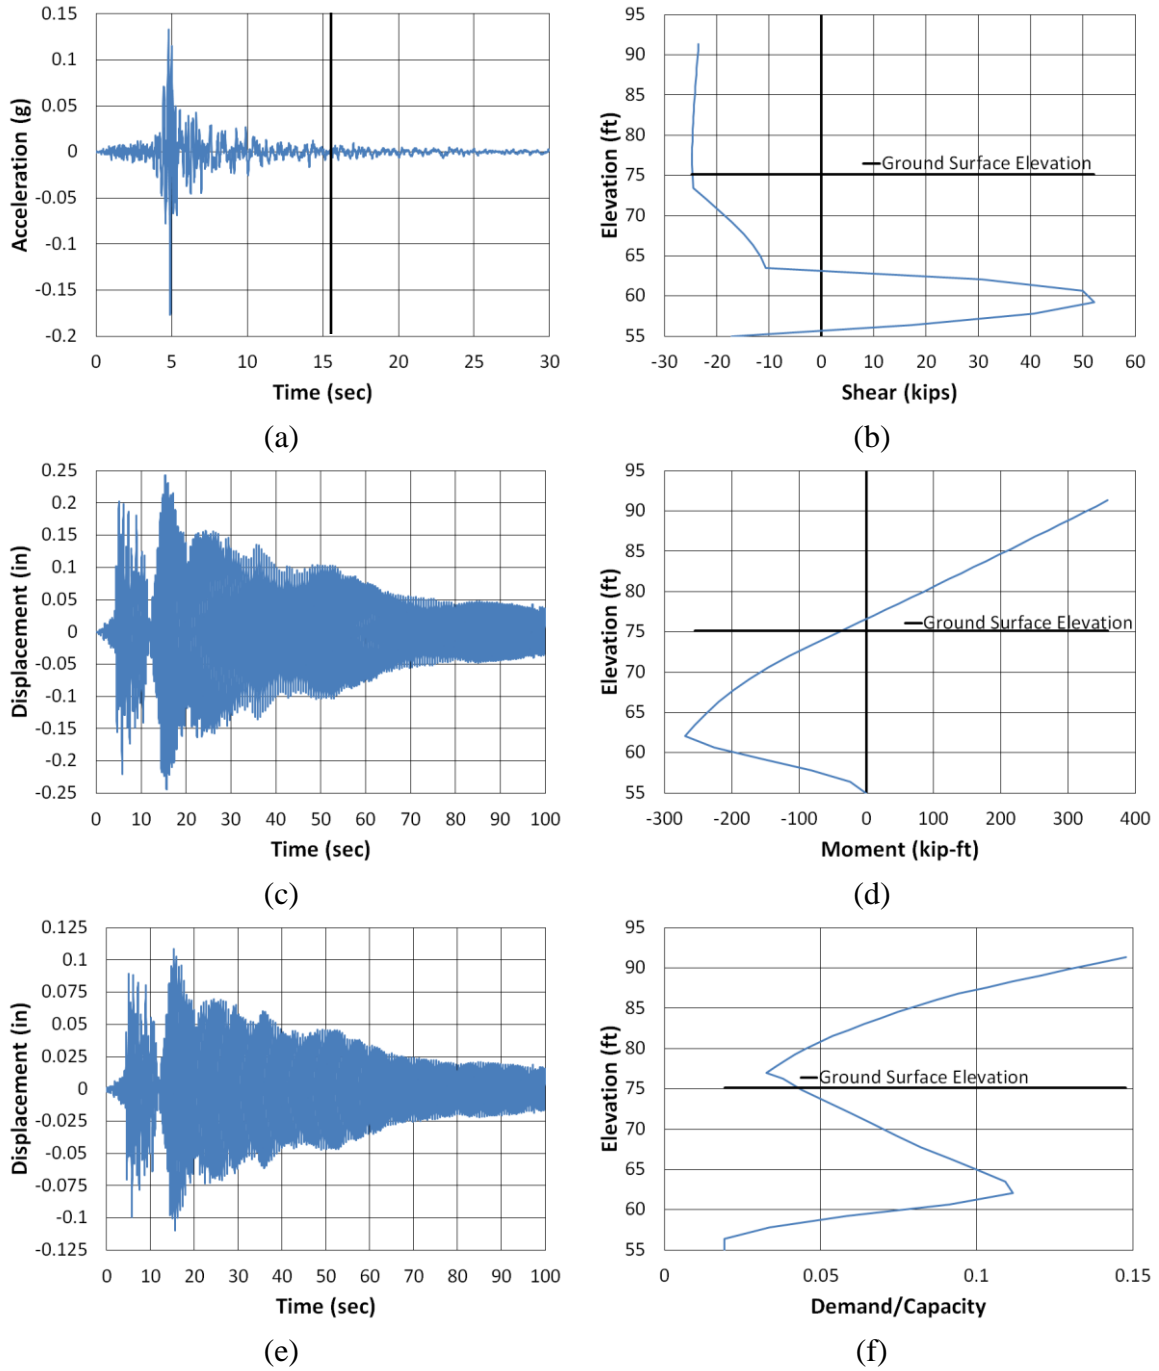 0.15
0.1
0.05
0
-0.05
-0.1
-0.15
-0.2
Acceleration (g)
0 5 10 15 20 25 30
Time (sec)
(a)
95
90
85
80
75
70
65
60
55
Elevation (ft)
Ground Surface Elevation
-30 -20 -10 0 10 20 30 40 50 60
Shear (kips)
(b)
0.25
0.2
0.15
0.1
0.05
0
-0.05
-0.1
-0.15
-0.2
-0.25
Displacement (in)
0 10 20 30 40 50 60 70 80 90 100
Time (sec)
(c)
95
90
85
80
75
70
65
60
55
Elevation (ft)
Ground Surface Elevation
-300 -200 -100 0 100 200 300 400
Moment (kip-ft)
(d)
0.125
0.1
0.075
0.05
0.025
0
-0.025
-0.05
-0.075
-0.1
-0.125
Displacement (in)
0 10 20 30 40 50 60 70 80 90 100
Time (sec)
(e)
95
90
85
80
75
70
65
60
55
Elevation (ft)
Ground Surface Elevation
0 0.05 0.1 0.15
Demand/Capacity
(f)